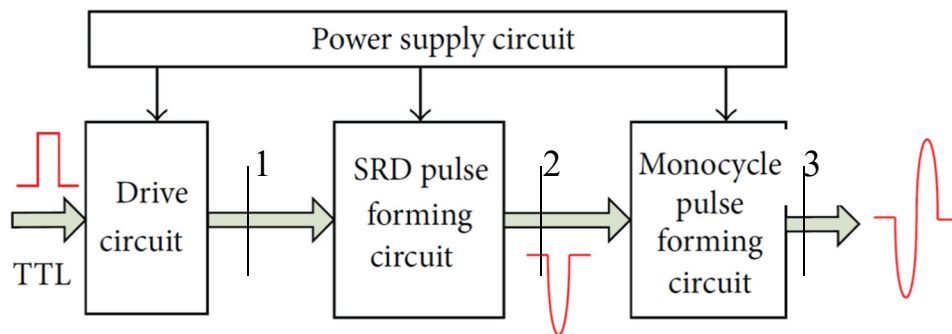 Power supply circuit
TTL
Drive
circuit
1
SRD pulse
forming
circuit
2
Monocycle
pulse
forming
circuit
3